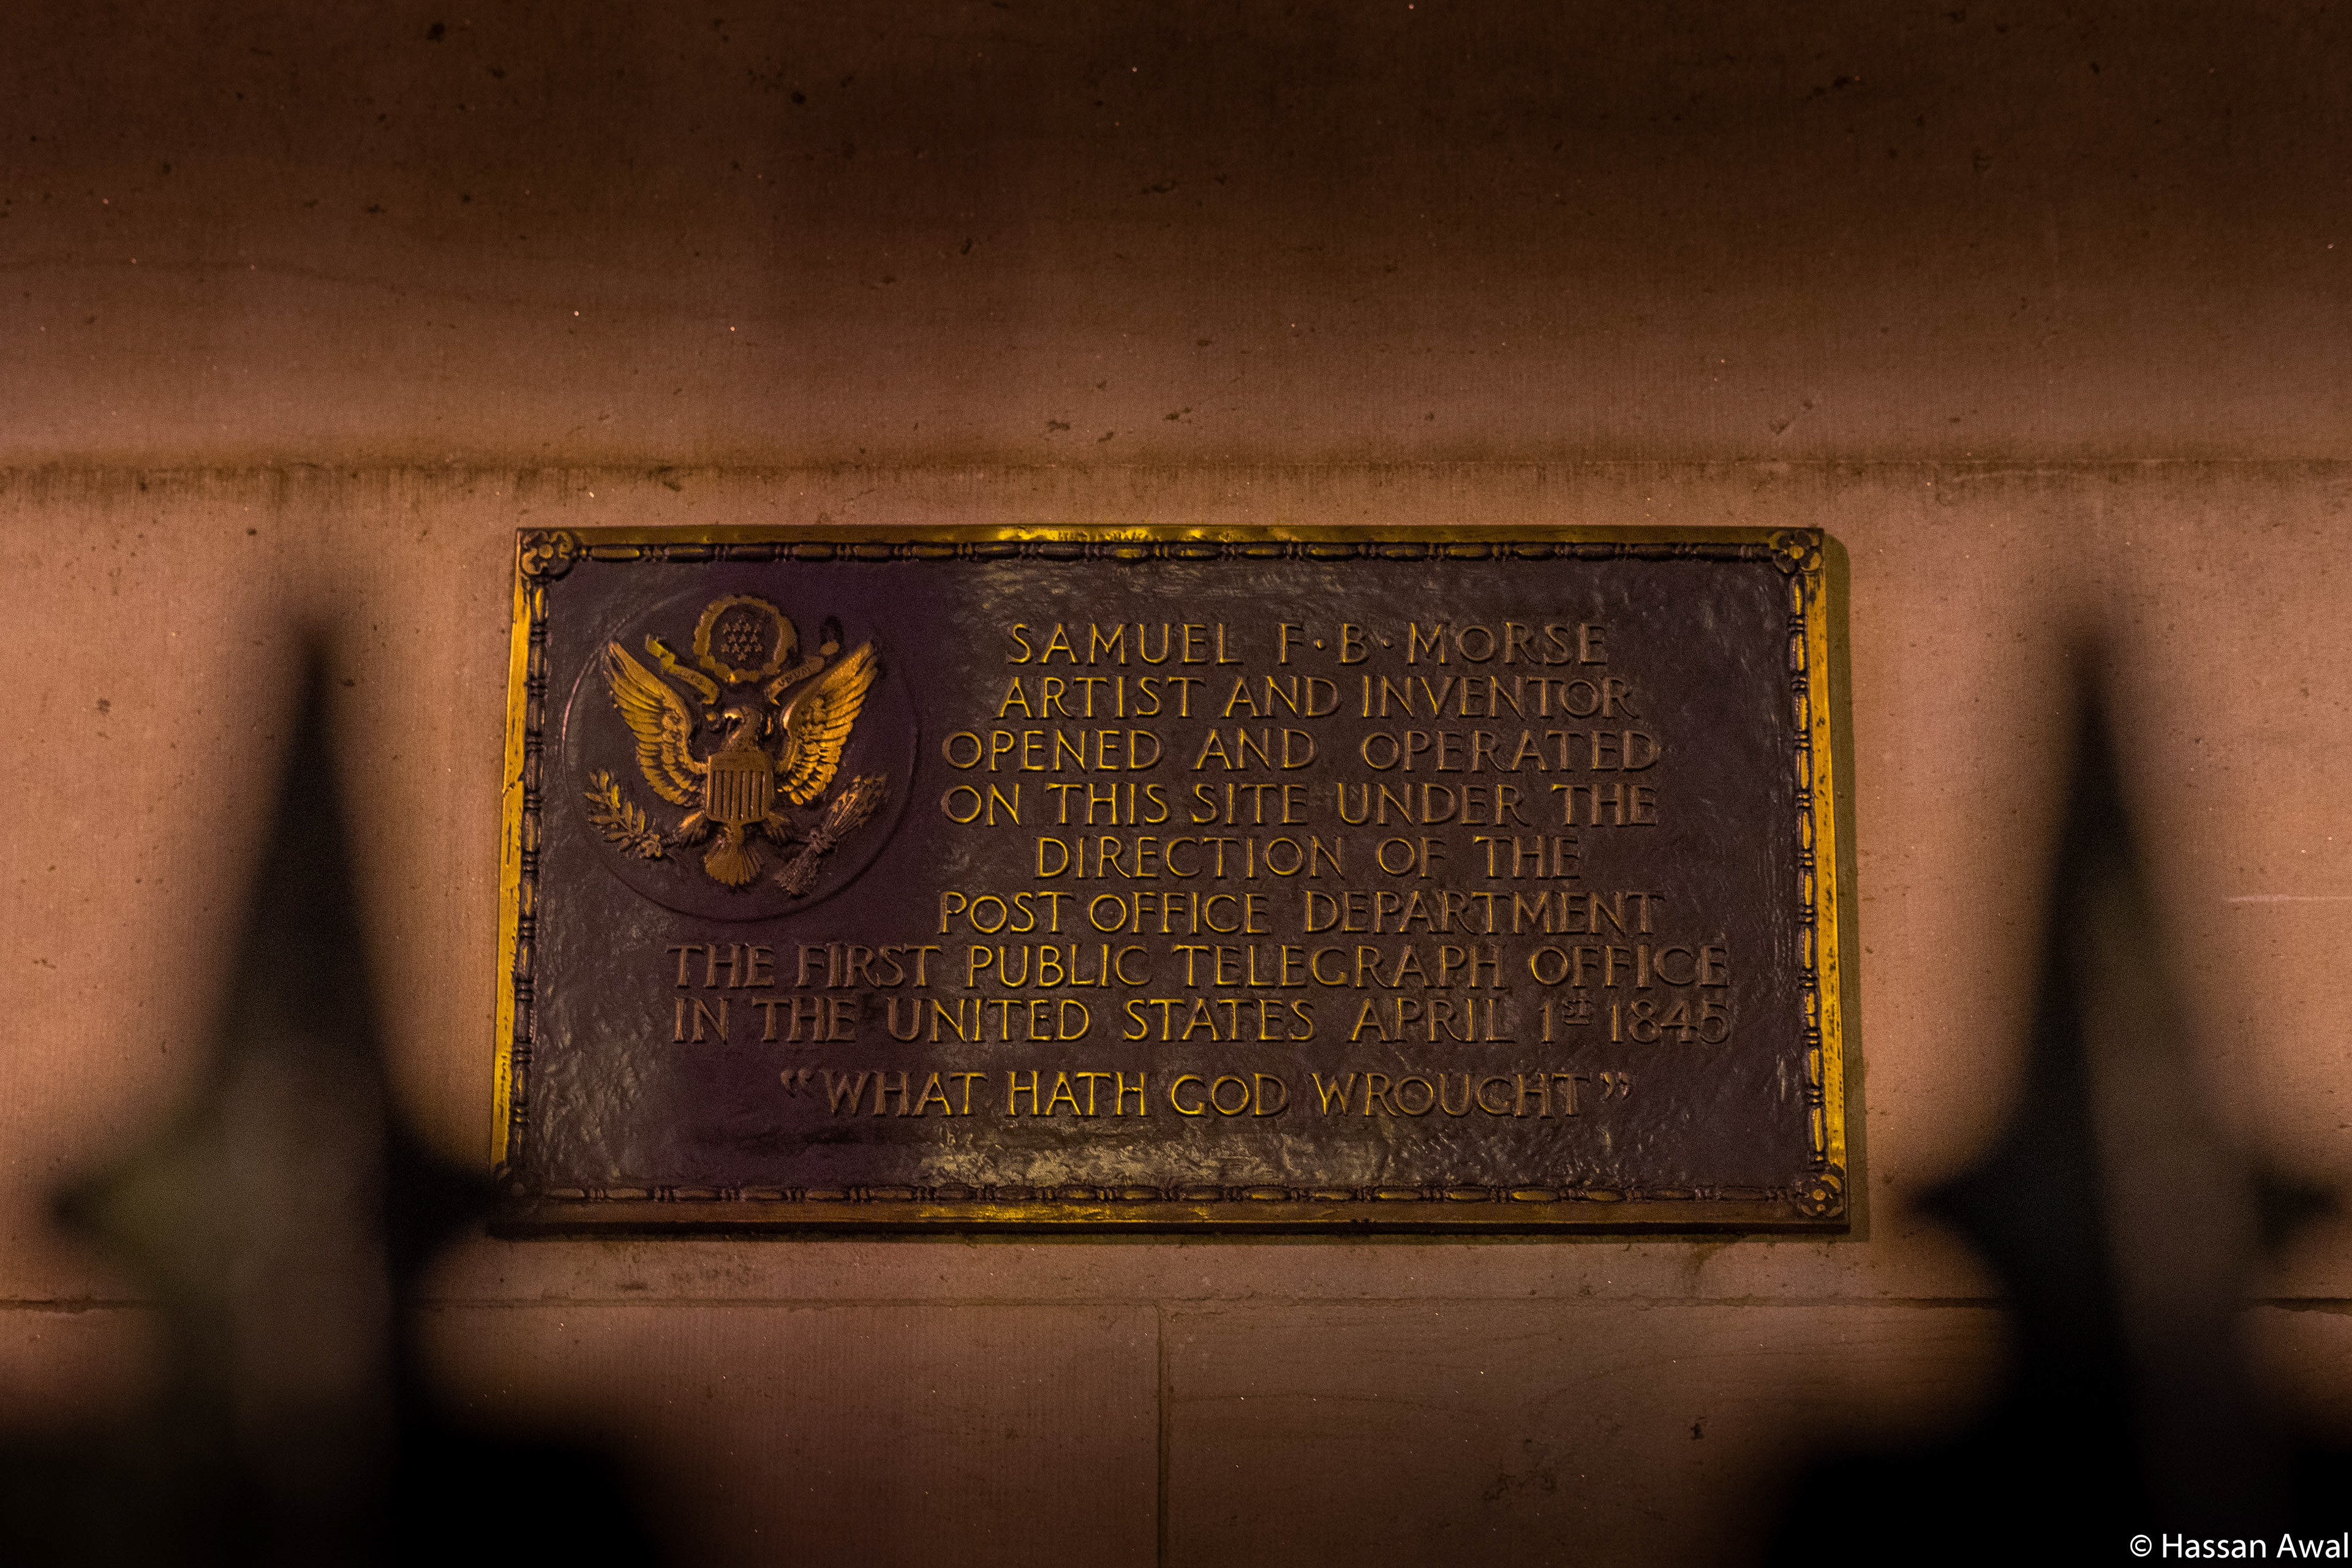 SAMUEL F·B·MORSE
ARTIST AND INVENTOR
OPENED AND OPERATED
ON THIS SITE UNDER THE
DIRECTION OF THE
POST OFFICE DEPARTMENT
THE FIRST PUBLIC TELEGRAPH OFFICE
IN THE UNITED STATES APRIL 1ST 1845
“WHAT HATH GOD WROUGHT”
© Hassan Awal